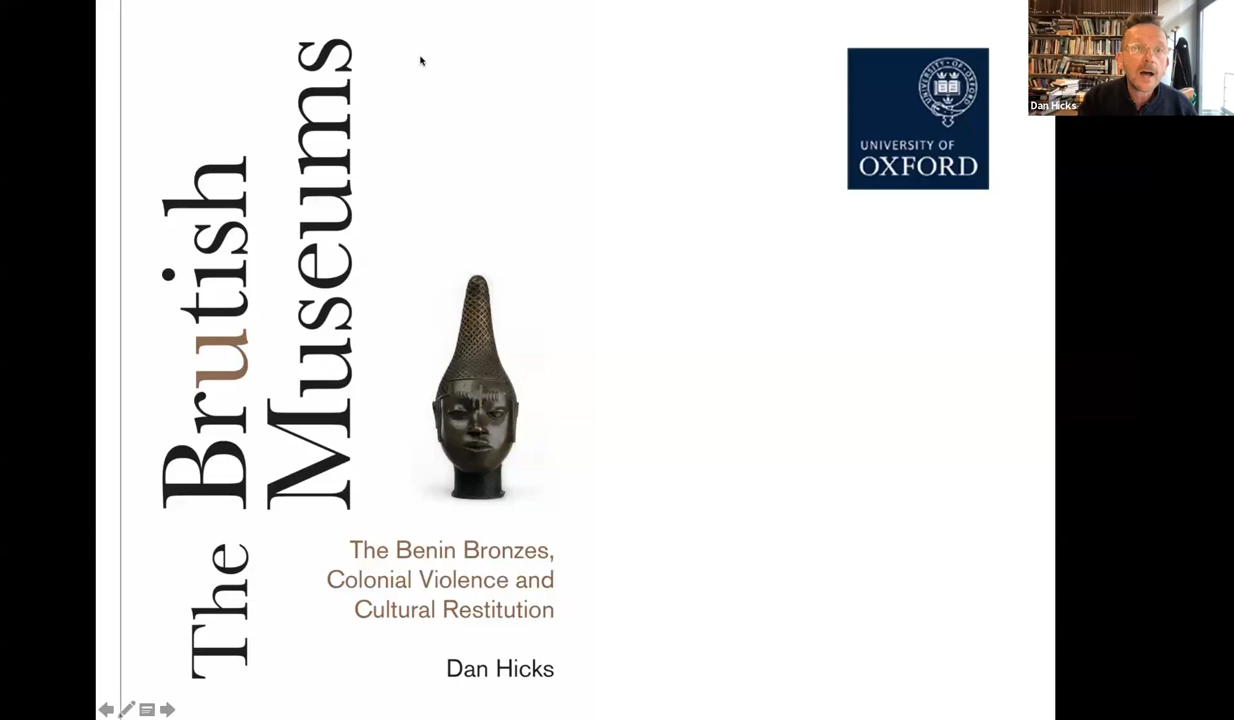 The Brutish
Museums
The Benin Bronzes,
Colonial Violence and
Cultural Restitution
Dan Hicks
UNIVERSITY OF
OXFORD
Dan Hicks